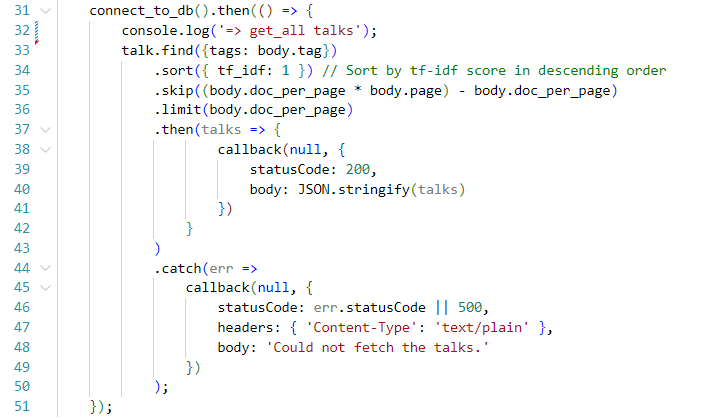 31 connect_to_db().then(() => {
32 console.log('=> get_all talks');
33 talk.find({tags: body.tag})
34 .sort({ tf_idf: 1 }) // Sort by tf-idf score in descending order
35 .skip((body.doc_per_page * body.page) - body.doc_per_page)
36 .limit(body.doc_per_page)
37 .then(talks => {
38 callback(null, {
39 statusCode: 200,
40 body: JSON.stringify(talks)
41 })
42 }
43 )
44 .catch(err =>
45 callback(null, {
46 statusCode: err.statusCode || 500,
47 headers: { 'Content-Type': 'text/plain' },
48 body: 'Could not fetch the talks.'
49 })
50 );
51 });